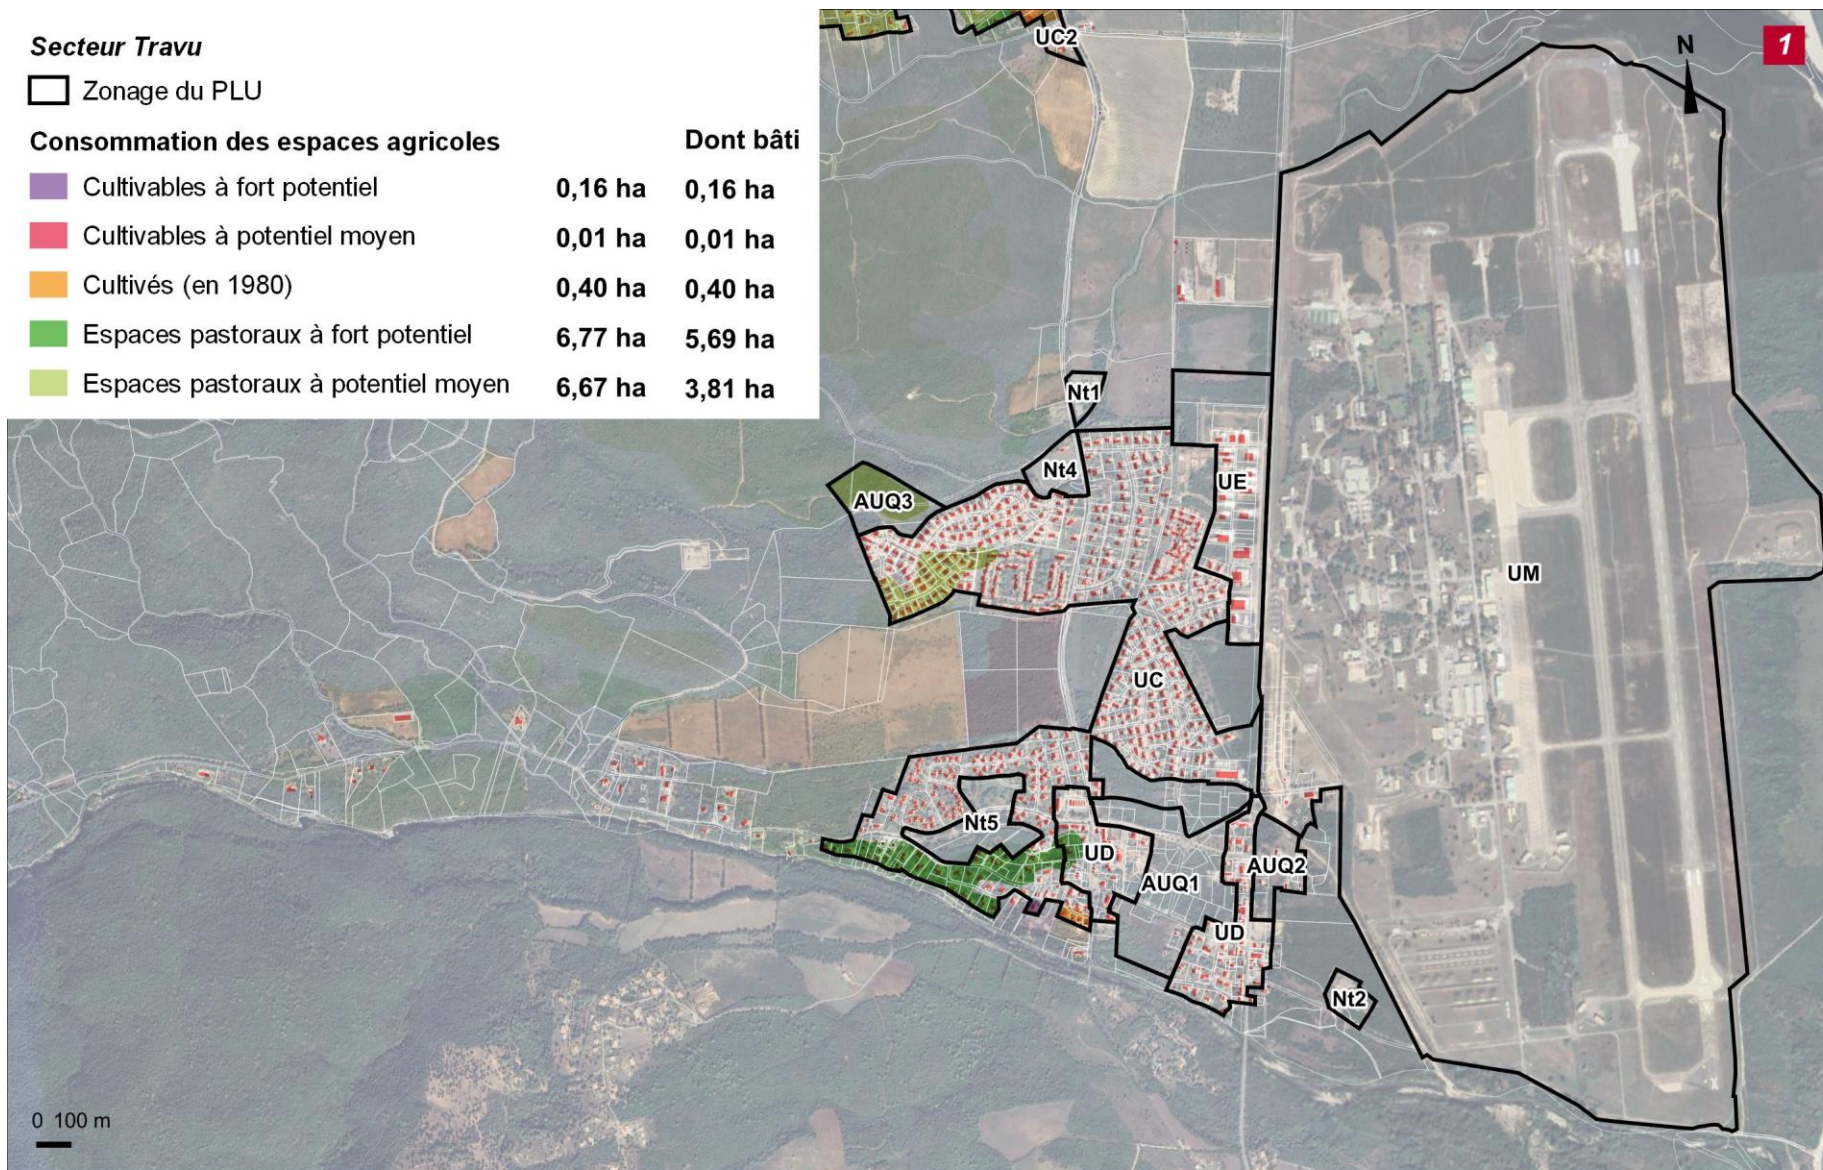 Secteur Travu
Zonage du PLU
Consommation des espaces agricoles Dont bâti
Cultivables à fort potentiel 0,16 ha 0,16 ha
Cultivables à potentiel moyen 0,01 ha 0,01 ha
Cultivés (en 1980) 0,40 ha 0,40 ha
Espaces pastoraux à fort potentiel 6,77 ha 5,69 ha
Espaces pastoraux à potentiel moyen 6,67 ha 3,81 ha
UC2
N
1
Nt1
Nt4
UE
AUQ3
UM
UC
Nt5
UD
AUQ2
AUQ1
UD
Nt2
0 100 m